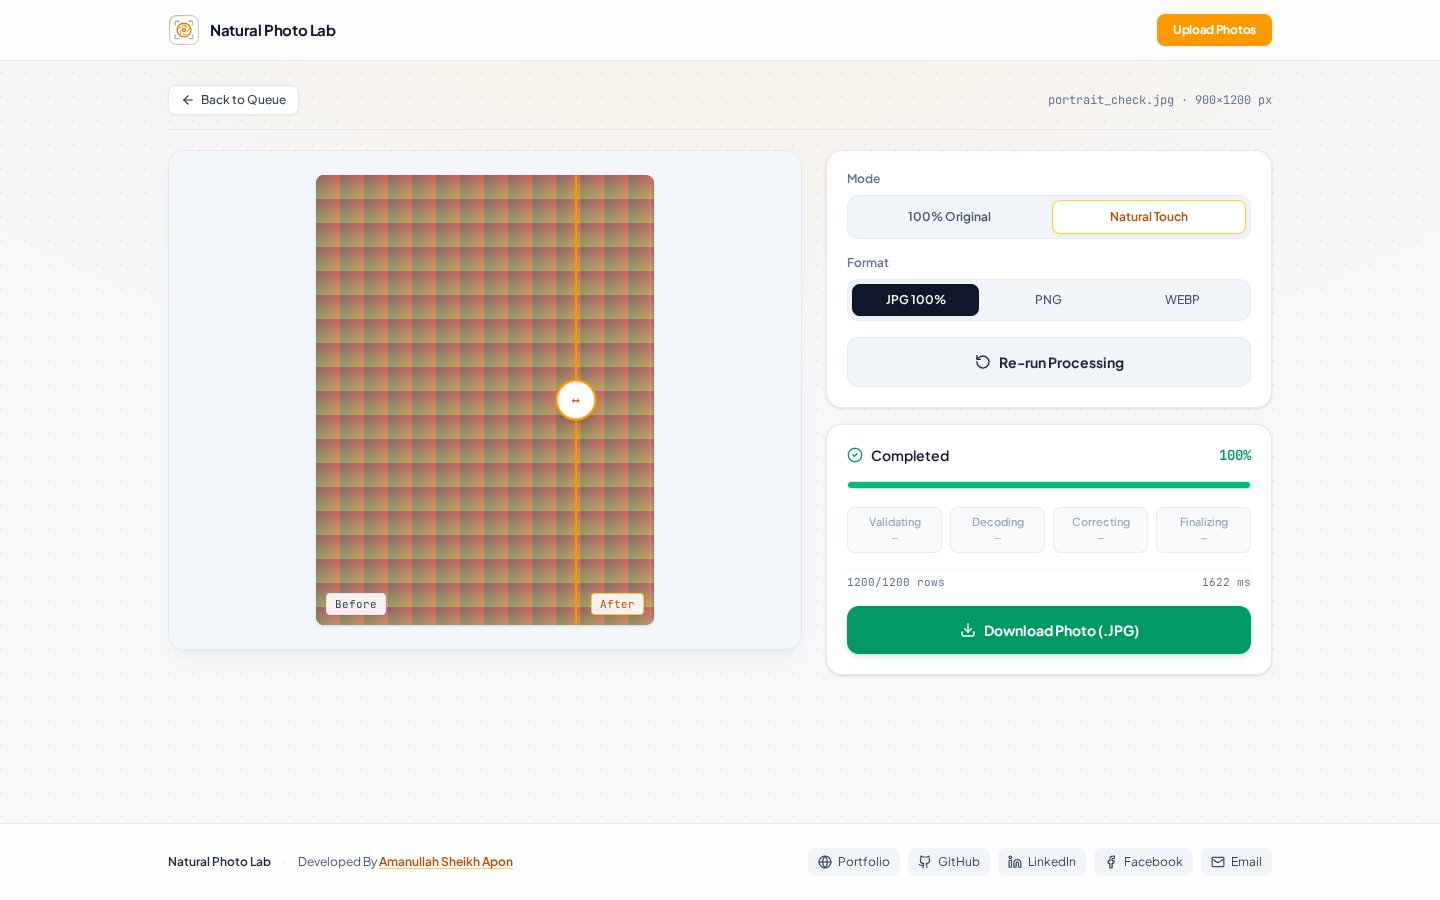 Natural Photo Lab
Upload Photos
Back to Queue
portrait_check.jpg · 900×1200 px
Mode
100% Original
Natural Touch
Format
JPG 100%
PNG
WEBP
Re-run Processing
Before
After
Completed
100%
Validating
–
Decoding
–
Correcting
–
Finalizing
–
1200/1200 rows
1622 ms
Download Photo (.JPG)
Natural Photo Lab · Developed By Amanullah Sheikh Apon
Portfolio
GitHub
LinkedIn
Facebook
Email